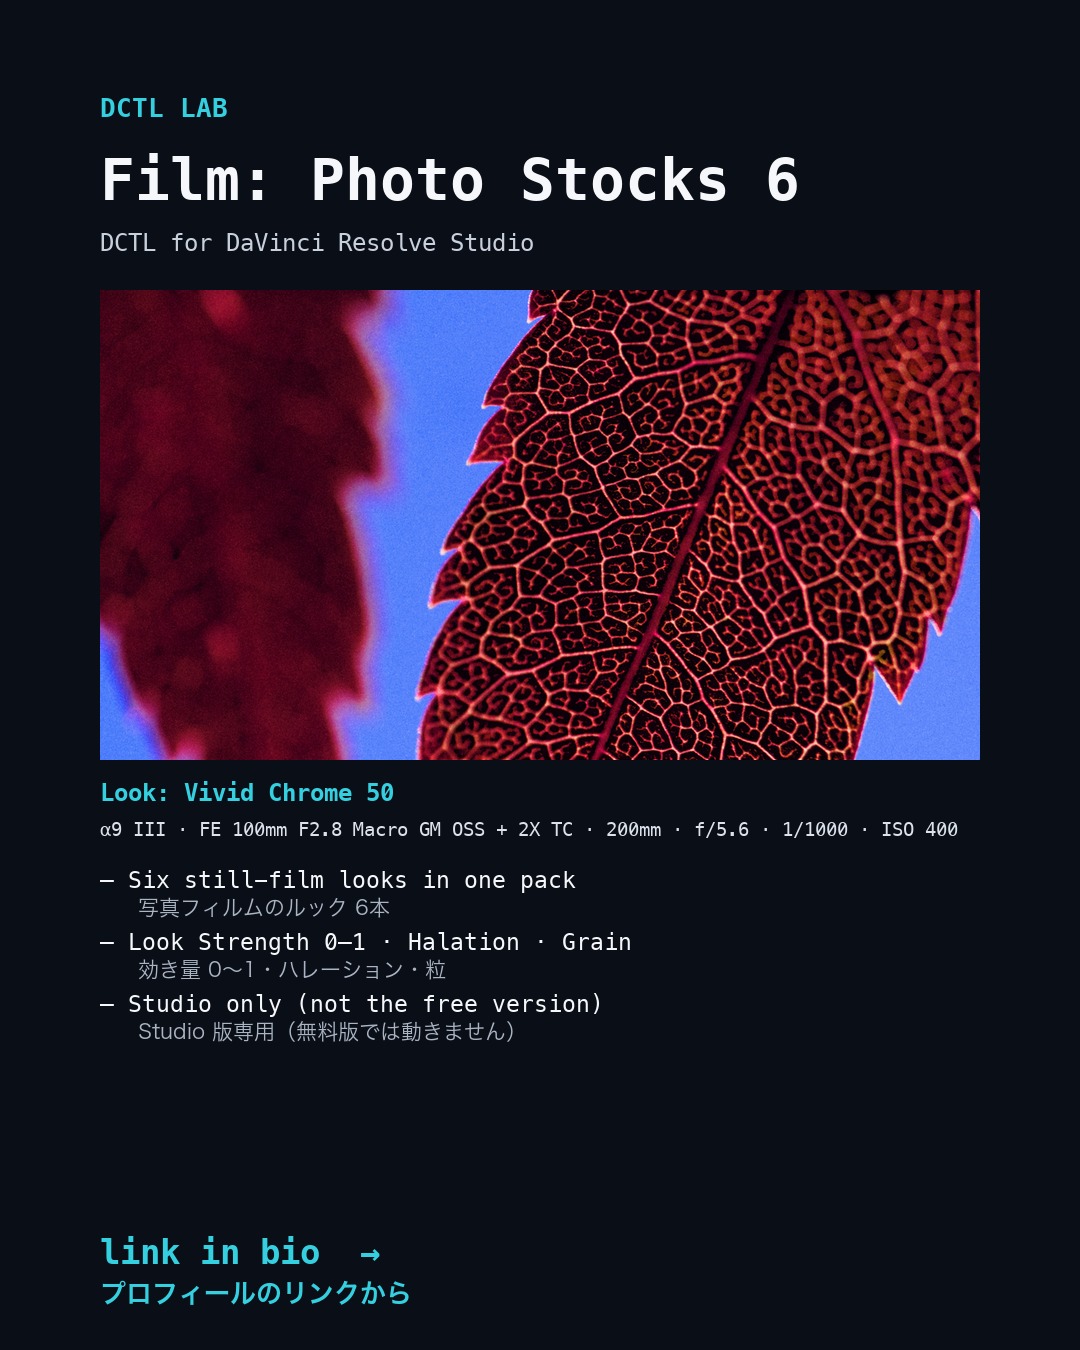 DCTL LAB
Film: Photo Stocks 6
DCTL for DaVinci Resolve Studio
Look: Vivid Chrome 50
α9 III · FE 100mm F2.8 Macro GM OSS + 2X TC · 200mm · f/5.6 · 1/1000 · ISO 400
— Six still–film looks in one pack
写真フィルムのルック 6本
— Look Strength 0–1 · Halation · Grain
効き量 0〜1・ハレーション・粒
— Studio only (not the free version)
Studio 版専用（無料版では動きません）
link in bio →
プロフィールのリンクから